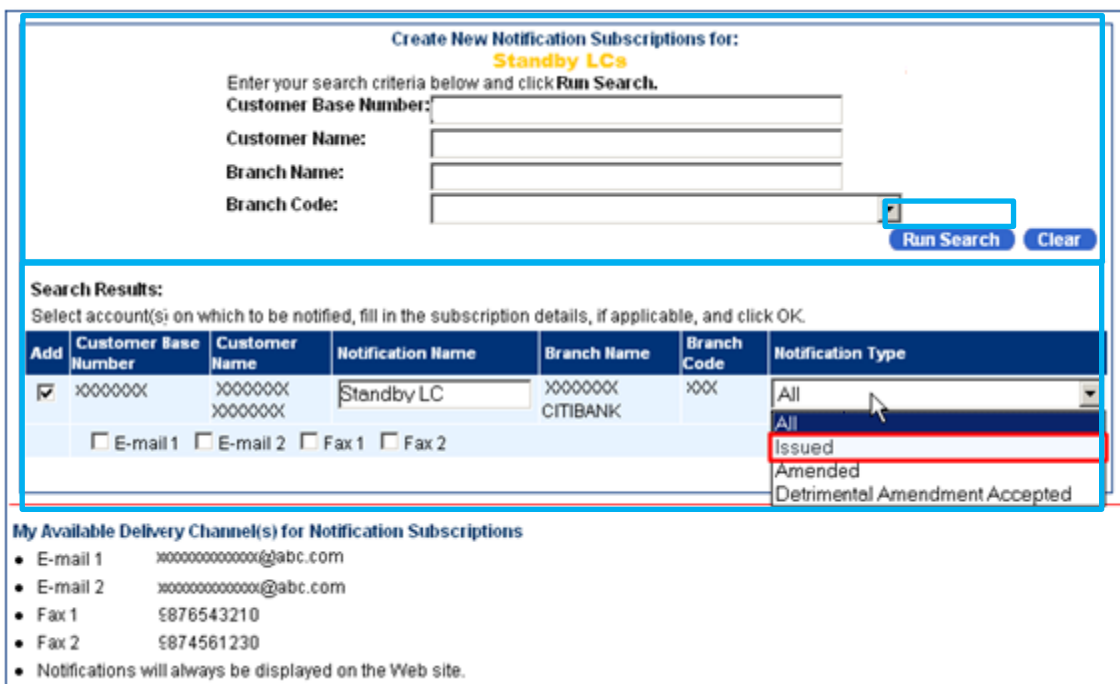 Create New Notification Subscriptions for:
Standby LCs
Enter your search criteria below and click Run Search.
Customer Base Number:
Customer Name:
Branch Name:
Branch Code:
Run Search Clear
Search Results:
Select account(s) on which to be notified, fill in the subscription details, if applicable, and click OK.
Add Customer Base Number Customer Name Notification Name Branch Name Branch Code Notification Type
XXXXXXX XXXXXXX Standby LC XXXXXXX XXX All
XXXXXXX CITIBANK
All
E-mail 1 E-mail 2 Fax 1 Fax 2 Issued
Amended
Detrimental Amendment Accepted
My Available Delivery Channel(s) for Notification Subscriptions
• E-mail 1 xxxxxxxxxxxxx@abc.com
• E-mail 2 xxxxxxxxxxxxx@abc.com
• Fax 1 9876543210
• Fax 2 9874561230
• Notifications will always be displayed on the Web site.